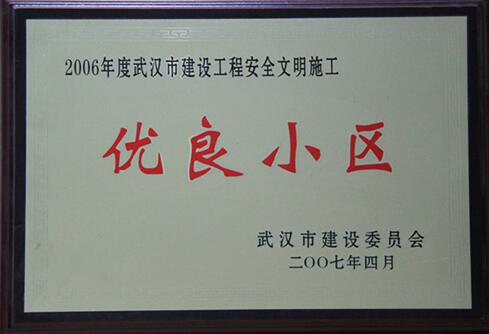 2006年度武汉市建设工程安全文明施工
优良小区
武汉市建设委员会
二〇〇七年四月